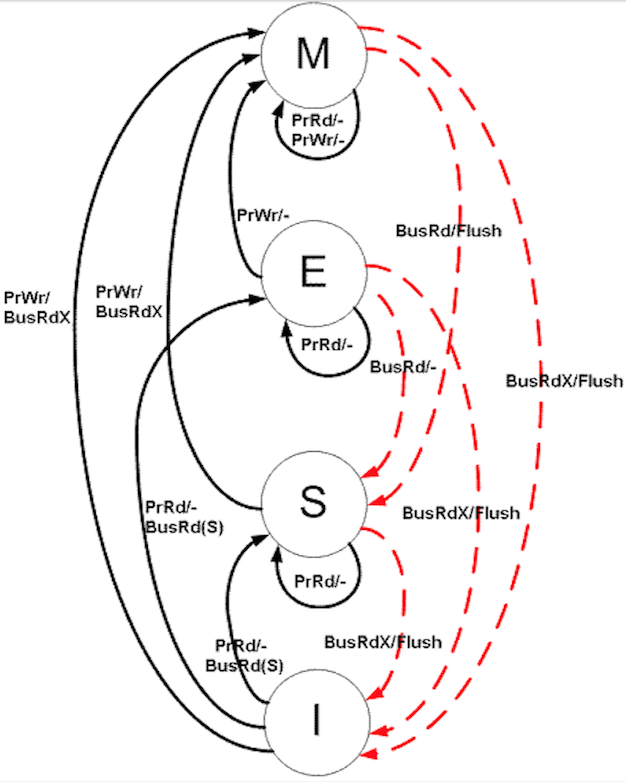 M
PrRd/-
PrWr/-
PrWr/-
BusRd/Flush
E
PrWr/
BusRdX
PrWr/
BusRdX
PrRd/-
BusRd/-
BusRdX/Flush
S
PrRd/-
BusRd(S)
BusRdX/Flush
PrRd/-
PrRd/-
BusRd(S)
BusRdX/Flush
I